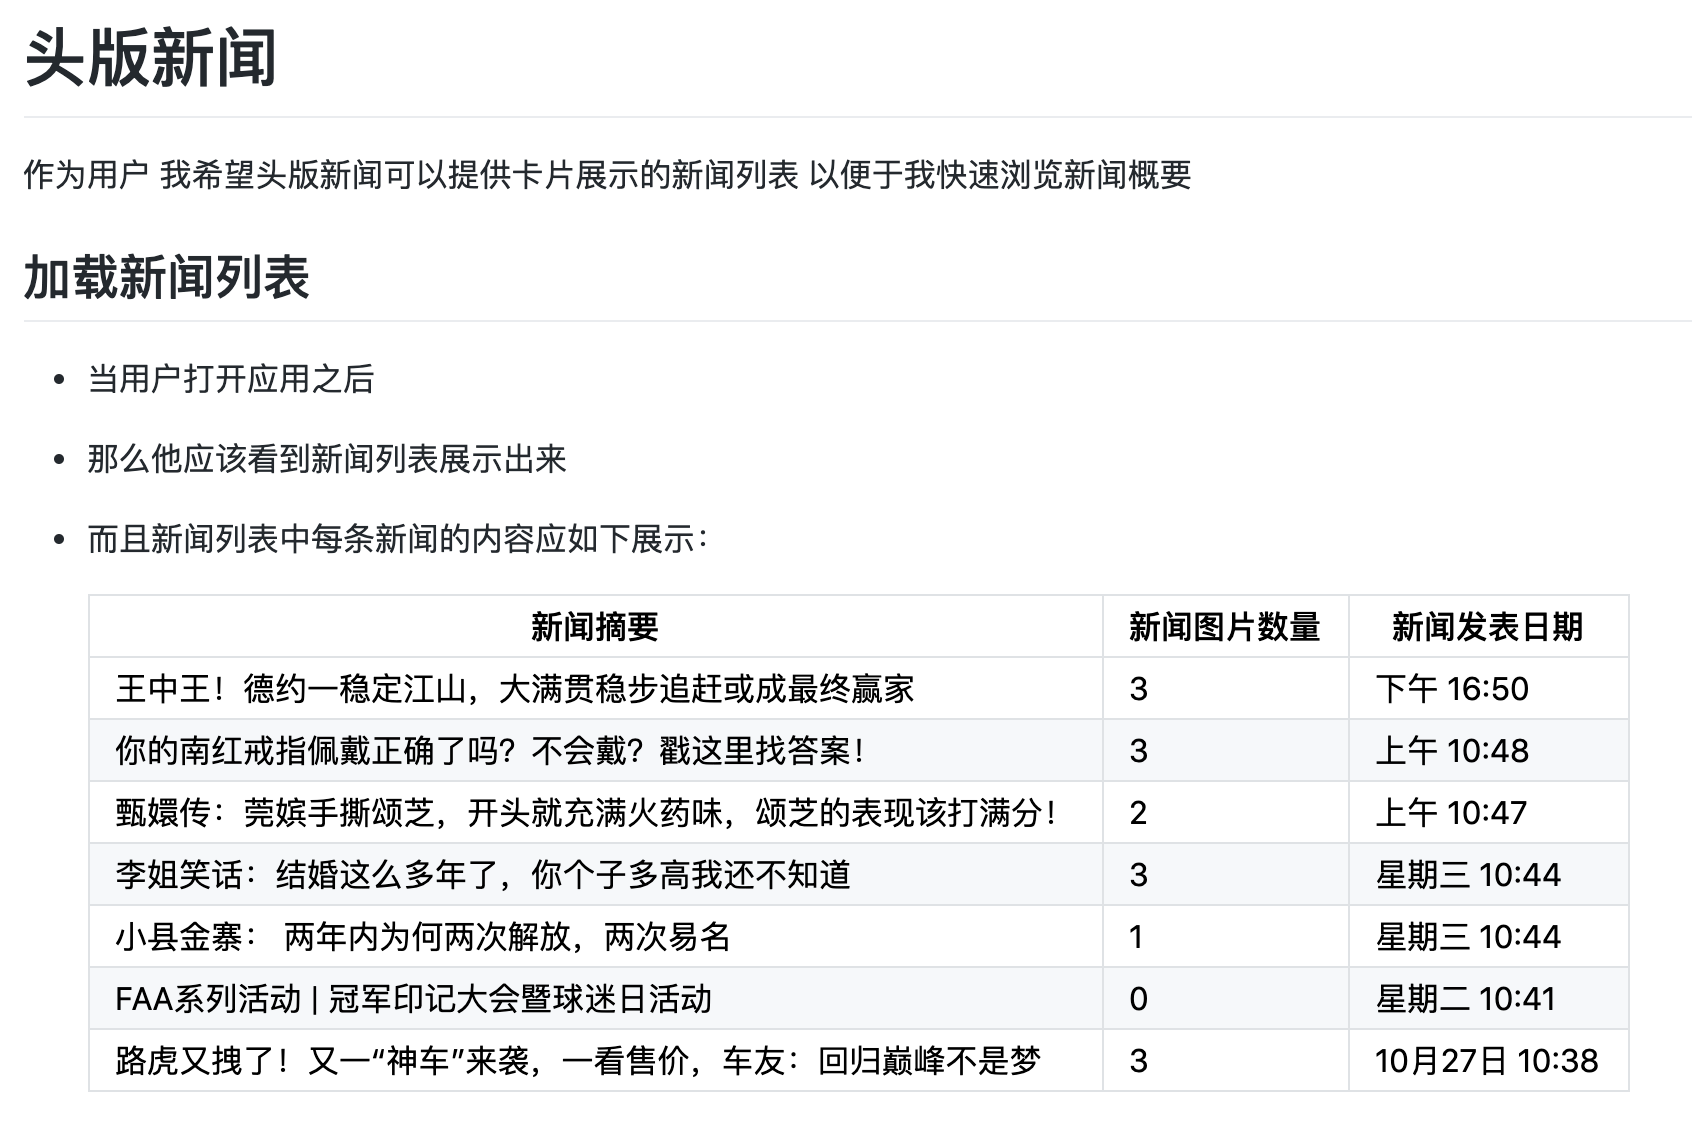 头版新闻
作为用户 我希望头版新闻可以提供卡片展示的新闻列表 以便于我快速浏览新闻概要
加载新闻列表
当用户打开应用之后
那么他应该看到新闻列表展示出来
而且新闻列表中每条新闻的内容应如下展示：
新闻摘要 新闻图片数量 新闻发表日期
王中王！德约一稳定江山，大满贯稳步追赶或成最终赢家 3 下午 16:50
你的南红戒指佩戴正确了吗？不会戴？戳这里找答案！ 3 上午 10:48
甄嬛传：莞嫔手撕颂芝，开头就充满火药味，颂芝的表现该打满分！ 2 上午 10:47
李姐笑话：结婚这么多年了，你个子多高我还不知道 3 星期三 10:44
小县金寨： 两年内为何两次解放，两次易名 1 星期三 10:44
FAA系列活动 | 冠军印记大会暨球迷日活动 0 星期二 10:41
路虎又拽了！又一“神车”来袭，一看售价，车友：回归巅峰不是梦 3 10月27日 10:38